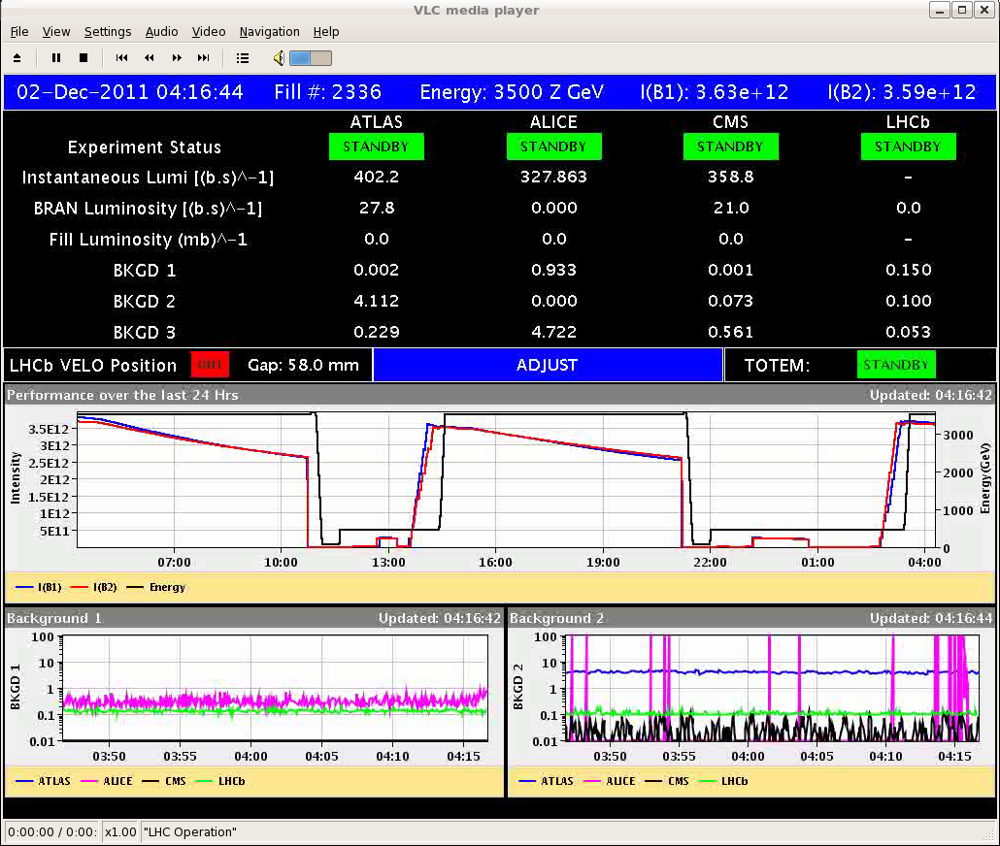 VLC media player
File View Settings Audio Video Navigation Help
02-Dec-2011 04:16:44 Fill #: 2336 Energy: 3500 Z GeV I(B1): 3.63e+12 I(B2): 3.59e+12
ATLAS ALICE CMS LHCb
Experiment Status STANDBY STANDBY STANDBY STANDBY
Instantaneous Lumi [(b.s)^-1] 402.2 327.863 358.8 -
BRAN Luminosity [(b.s)^-1] 27.8 0.000 21.0 0.0
Fill Luminosity (mb)^-1 0.0 0.0 0.0 -
BKGD 1 0.002 0.933 0.001 0.150
BKGD 2 4.112 0.000 0.073 0.100
BKGD 3 0.229 4.722 0.561 0.053
LHCb VELO Position OUT Gap: 58.0 mm ADJUST TOTEM: STANDBY
Performance over the last 24 Hrs Updated: 04:16:42
Intensity
3.5E12
3E12
2.5E12
2E12
1.5E12
1E12
5E11
3000
2000
1000
0
Energy(GeV)
07:00 10:00 13:00 16:00 19:00 22:00 01:00 04:00
I(B1) I(B2) Energy
Background 1 Updated: 04:16:42
BKGD 1
100
10
1
0.1
0.01
03:50 03:55 04:00 04:05 04:10 04:15
ATLAS ALICE CMS LHCb
Background 2 Updated: 04:16:44
BKGD 2
100
10
1
0.1
0.01
03:50 03:55 04:00 04:05 04:10 04:15
ATLAS ALICE CMS LHCb
0:00:00 / 0:00: x1.00 "LHC Operation"